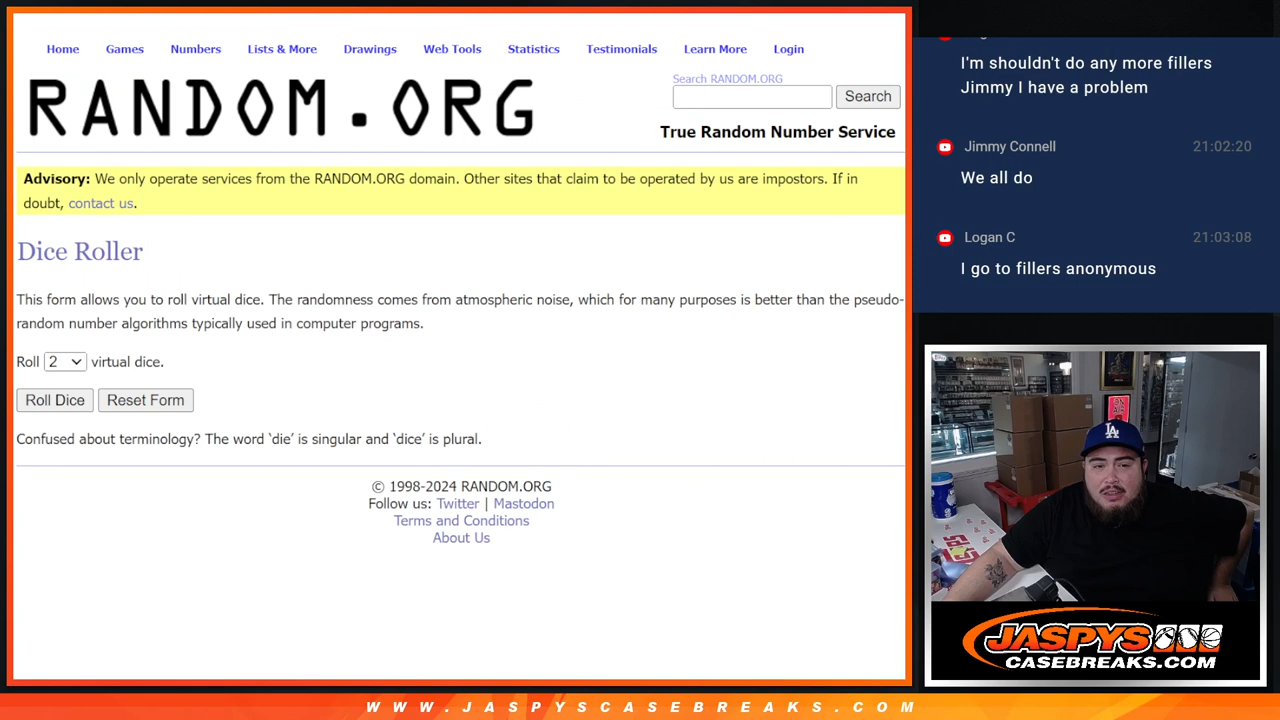 Home Games Numbers Lists & More Drawings Web Tools Statistics Testimonials Learn More Login
RANDOM.ORG
Search RANDOM.ORG
Search
True Random Number Service
Advisory: We only operate services from the RANDOM.ORG domain. Other sites that claim to be operated by us are impostors. If in
doubt, contact us.
Dice Roller
This form allows you to roll virtual dice. The randomness comes from atmospheric noise, which for many purposes is better than the pseudo-
random number algorithms typically used in computer programs.
Roll 2 virtual dice.
Roll Dice Reset Form
Confused about terminology? The word ‘die’ is singular and ‘dice’ is plural.
© 1998-2024 RANDOM.ORG
Follow us: Twitter | Mastodon
Terms and Conditions
About Us
I'm shouldn't do any more fillers
Jimmy I have a problem
Jimmy Connell 21:02:20
We all do
Logan C 21:03:08
I go to fillers anonymous
ON
AIR
LA
JASPYS
CASEBREAKS.COM
WWW.JASPYSCASEBREAKS.COM